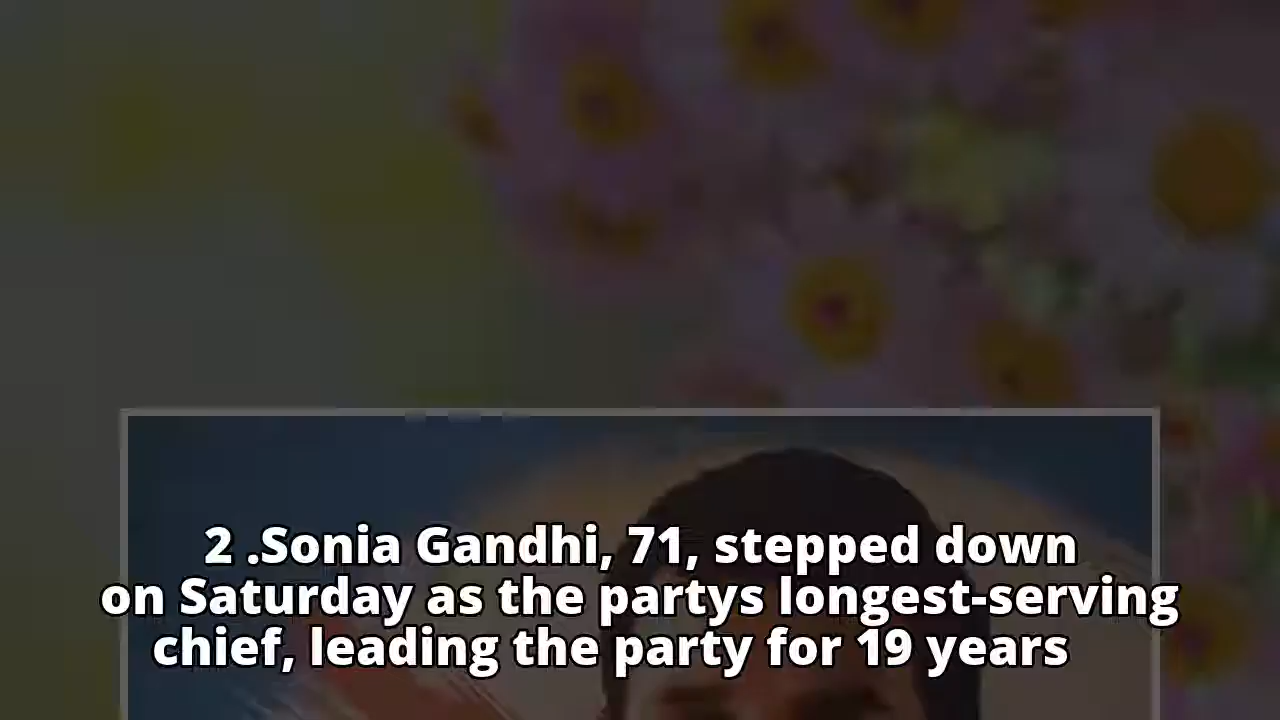 2 .Sonia Gandhi, 71, stepped down
on Saturday as the partys longest-serving
chief, leading the party for 19 years